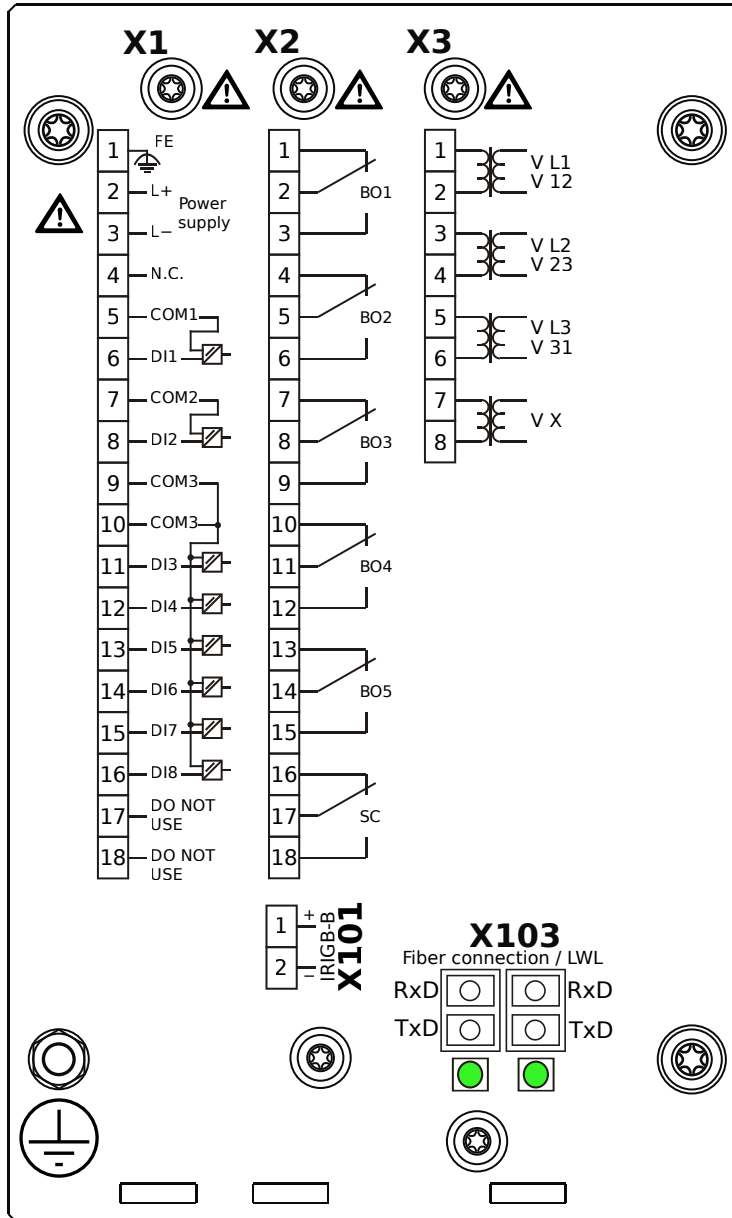 X1
X2
X3
1 FE
2 L+
Power
supply
3 L−
4 N.C.
5 COM1
6 DI1
7 COM2
8 DI2
9 COM3
10 COM3
11 DI3
12 DI4
13 DI5
14 DI6
15 DI7
16 DI8
17 DO NOT
USE
18 DO NOT
USE
1
2 BO1
3
4
5 BO2
6
7
8 BO3
9
10
11 BO4
12
13
14 BO5
15
16
17 SC
18
1 V L1
2 V 12
3 V L2
4 V 23
5 V L3
6 V 31
7 V X
8
1 +
2 −
IRIGB-B
X101
X103
Fiber connection / LWL
RxD RxD
TxD TxD